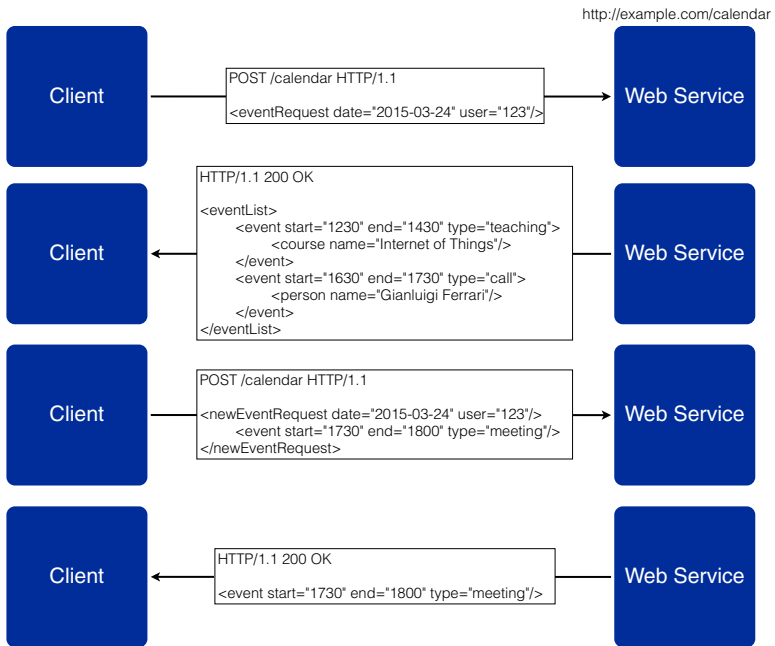 http://example.com/calendar
Client
POST /calendar HTTP/1.1
<eventRequest date="2015-03-24" user="123"/>
Web Service
HTTP/1.1 200 OK
<eventList>
<event start="1230" end="1430" type="teaching">
<course name="Internet of Things"/>
</event>
<event start="1630" end="1730" type="call">
<person name="Gianluigi Ferrari"/>
</event>
</eventList>
Client
Web Service
POST /calendar HTTP/1.1
<newEventRequest date="2015-03-24" user="123"/>
<event start="1730" end="1800" type="meeting"/>
</newEventRequest>
Client
Web Service
HTTP/1.1 200 OK
<event start="1730" end="1800" type="meeting"/>
Client
Web Service